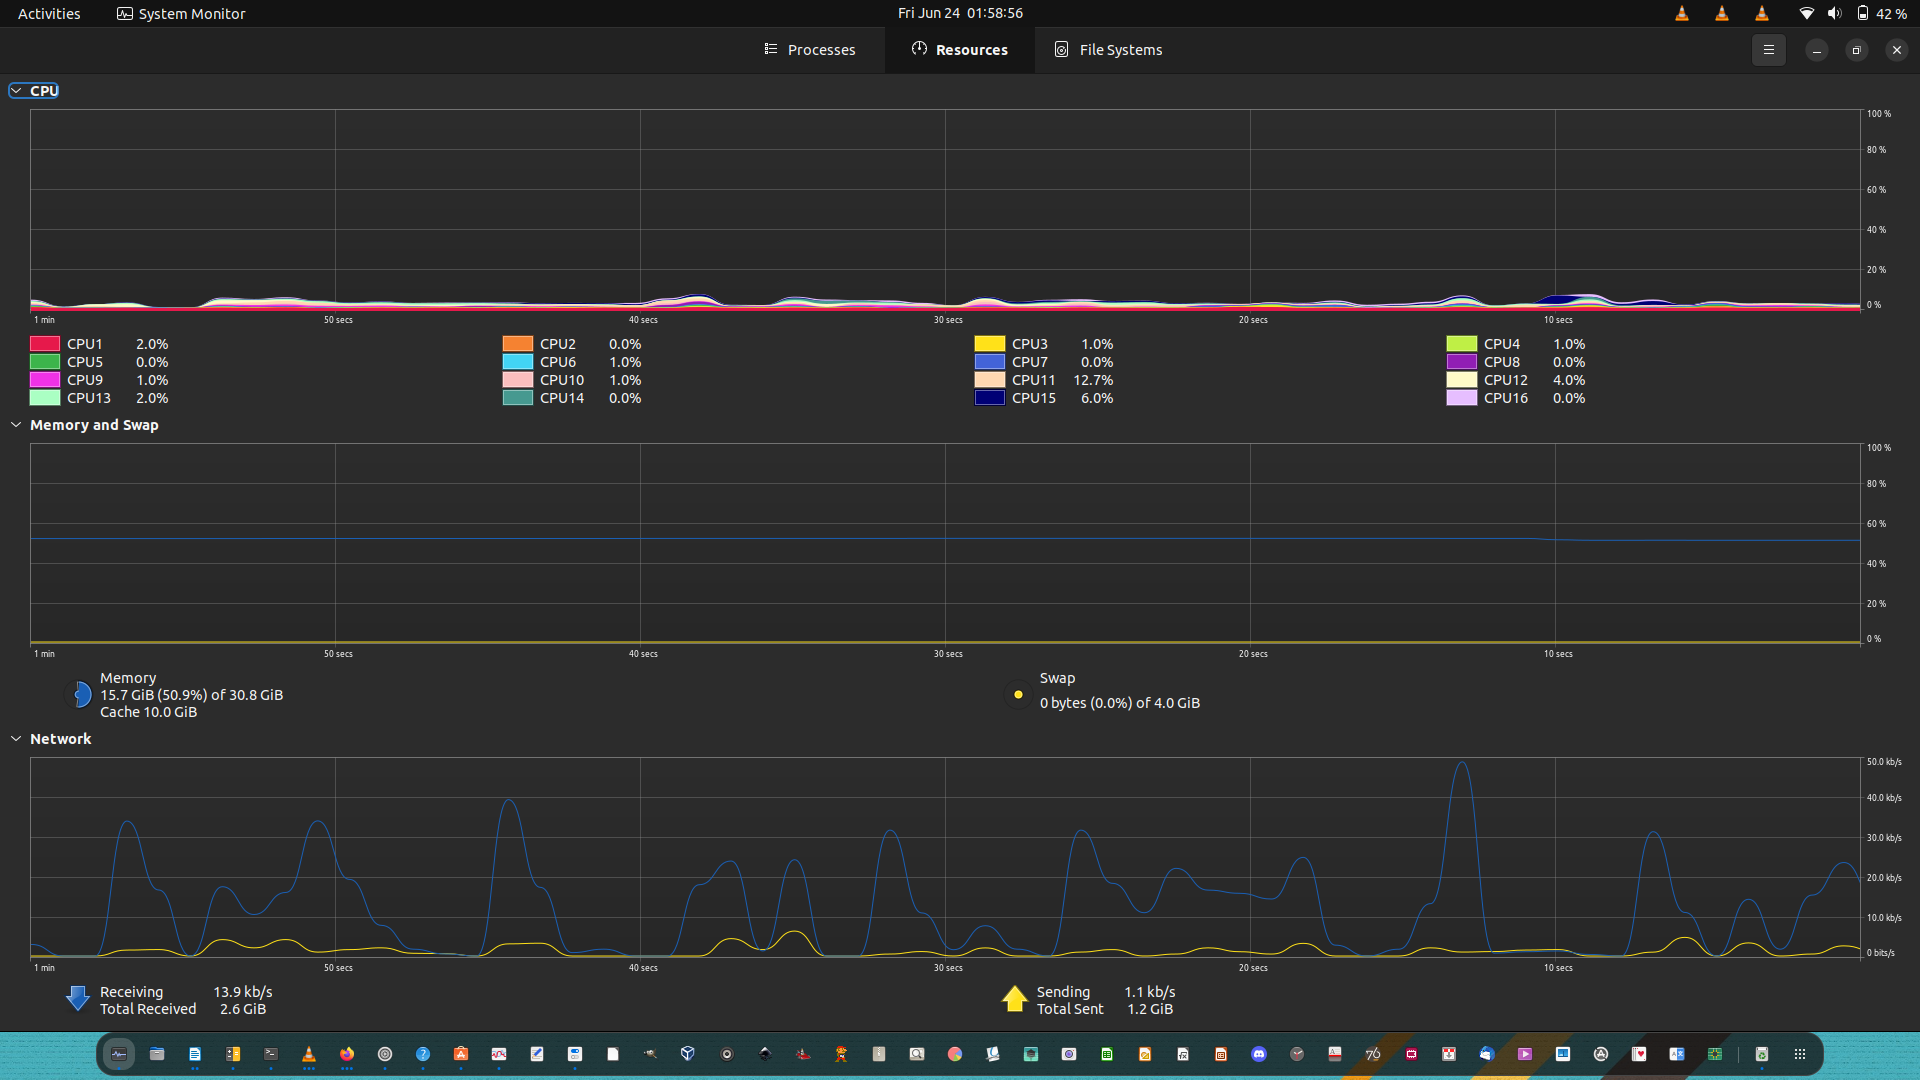 Activities System Monitor Fri Jun 24 01:58:56 42 %
Processes Resources File Systems
CPU
100 %
80 %
60 %
40 %
20 %
0 %
1 min 50 secs 40 secs 30 secs 20 secs 10 secs
CPU1 2.0% CPU2 0.0% CPU3 1.0% CPU4 1.0%
CPU5 0.0% CPU6 1.0% CPU7 0.0% CPU8 0.0%
CPU9 1.0% CPU10 1.0% CPU11 12.7% CPU12 4.0%
CPU13 2.0% CPU14 0.0% CPU15 6.0% CPU16 0.0%
Memory and Swap
100 %
80 %
60 %
40 %
20 %
0 %
1 min 50 secs 40 secs 30 secs 20 secs 10 secs
Memory
15.7 GiB (50.9%) of 30.8 GiB
Cache 10.0 GiB
Swap
0 bytes (0.0%) of 4.0 GiB
Network
50.0 kb/s
40.0 kb/s
30.0 kb/s
20.0 kb/s
10.0 kb/s
0 bits/s
1 min 50 secs 40 secs 30 secs 20 secs 10 secs
Receiving 13.9 kb/s
Total Received 2.6 GiB
Sending 1.1 kb/s
Total Sent 1.2 GiB
76